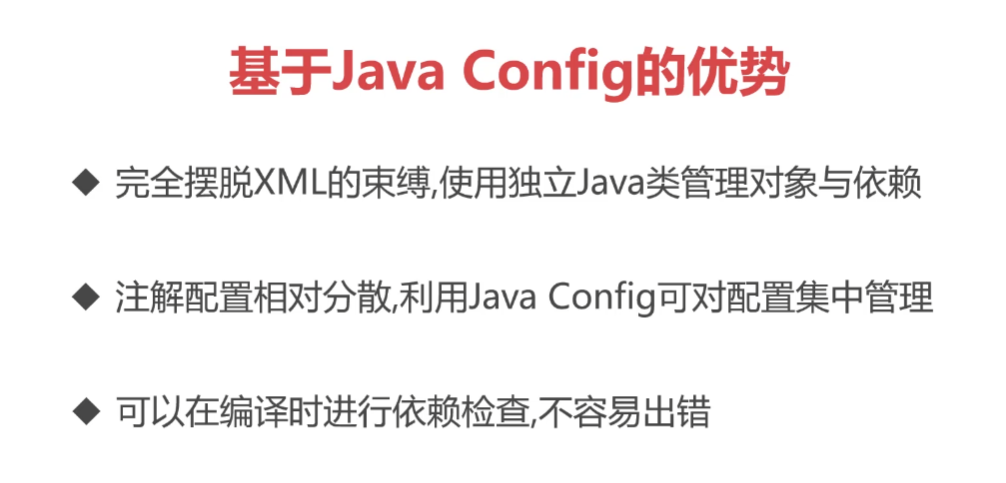 基于Java Config的优势
◆ 完全摆脱XML的束缚,使用独立Java类管理对象与依赖
◆ 注解配置相对分散,利用Java Config可对配置集中管理
◆ 可以在编译时进行依赖检查,不容易出错